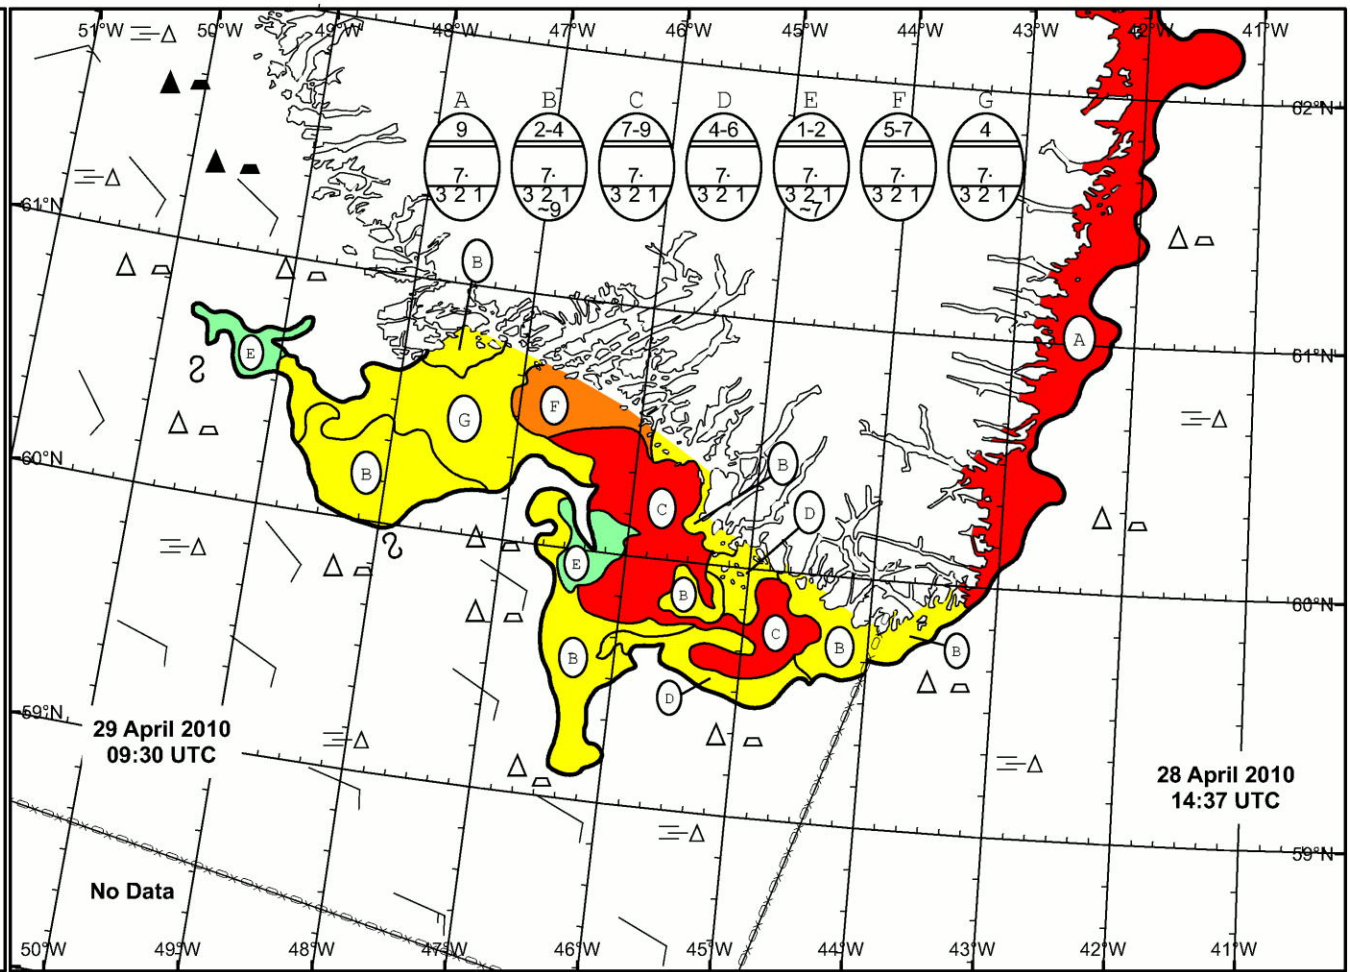 51°W 50°W 49°W 48°W 47°W 46°W 45°W 44°W 43°W 42°W 41°W
62°N
A B C D E F G
9 2-4 7-9 4-6 1-2 5-7 4
7· 7· 7· 7· 7· 7· 7·
3 2 1 3 2 1 3 2 1 3 2 1 3 2 1 3 2 1 3 2 1
~9 ~7
61°N
B
A
E
61°N
F
G
B
B
60°N
C
D
E
B
60°N
C
B
B
B
D
59°N
29 April 2010
09:30 UTC
28 April 2010
14:37 UTC
59°N
No Data
50°W 49°W 48°W 47°W 46°W 45°W 44°W 43°W 42°W 41°W